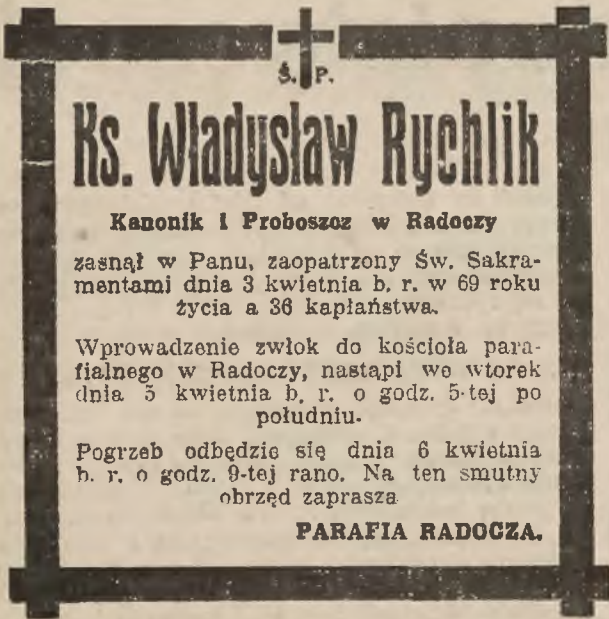 Ś. P.
Ks. Władysław Rychlik
Kanonik i Proboszcz w Radoczy
zasnął w Panu, zaopatrzony Św. Sakra-
mentami dnia 3 kwietnia b. r. w 69 roku
życia a 36 kapłaństwa.
Wprowadzenie zwłok do kościoła para-
fialnego w Radoczy, nastąpi we wtorek
dnia 5 kwietnia b. r. o godz. 5-tej po
południu.
Pogrzeb odbędzie się dnia 6 kwietnia
b. r. o godz. 9-tej rano. Na ten smutny
obrzęd zaprasza
PARAFIA RADOCZA.